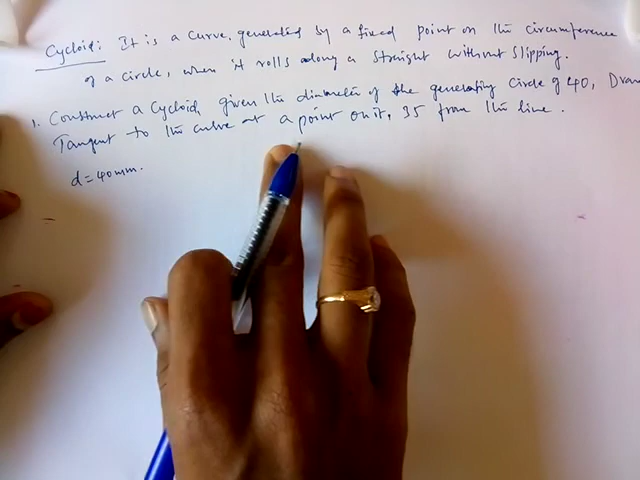 Cycloid: It is a curve generated by a fixed point on the circumference
of a circle, when it rolls along a straight without slipping.
1. Construct a cycloid given the diameter of the generating circle of 40, Draw
Tangent to the curve at a point on it, 35 from the line.
d=40mm.